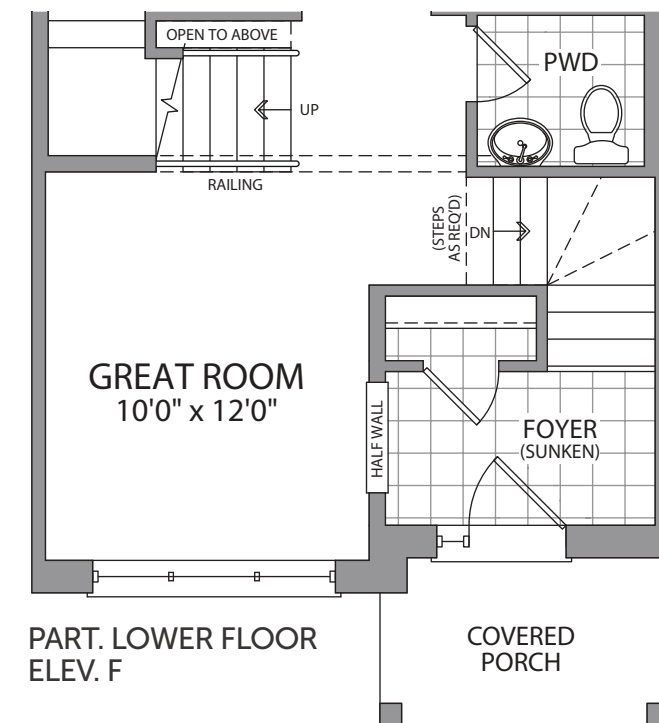 OPEN TO ABOVE
PWD
UP
RAILING
(STEPS
AS REQ'D)
DN
GREAT ROOM
10'0" x 12'0"
HALF WALL
FOYER
(SUNKEN)
PART. LOWER FLOOR
ELEV. F
COVERED
PORCH